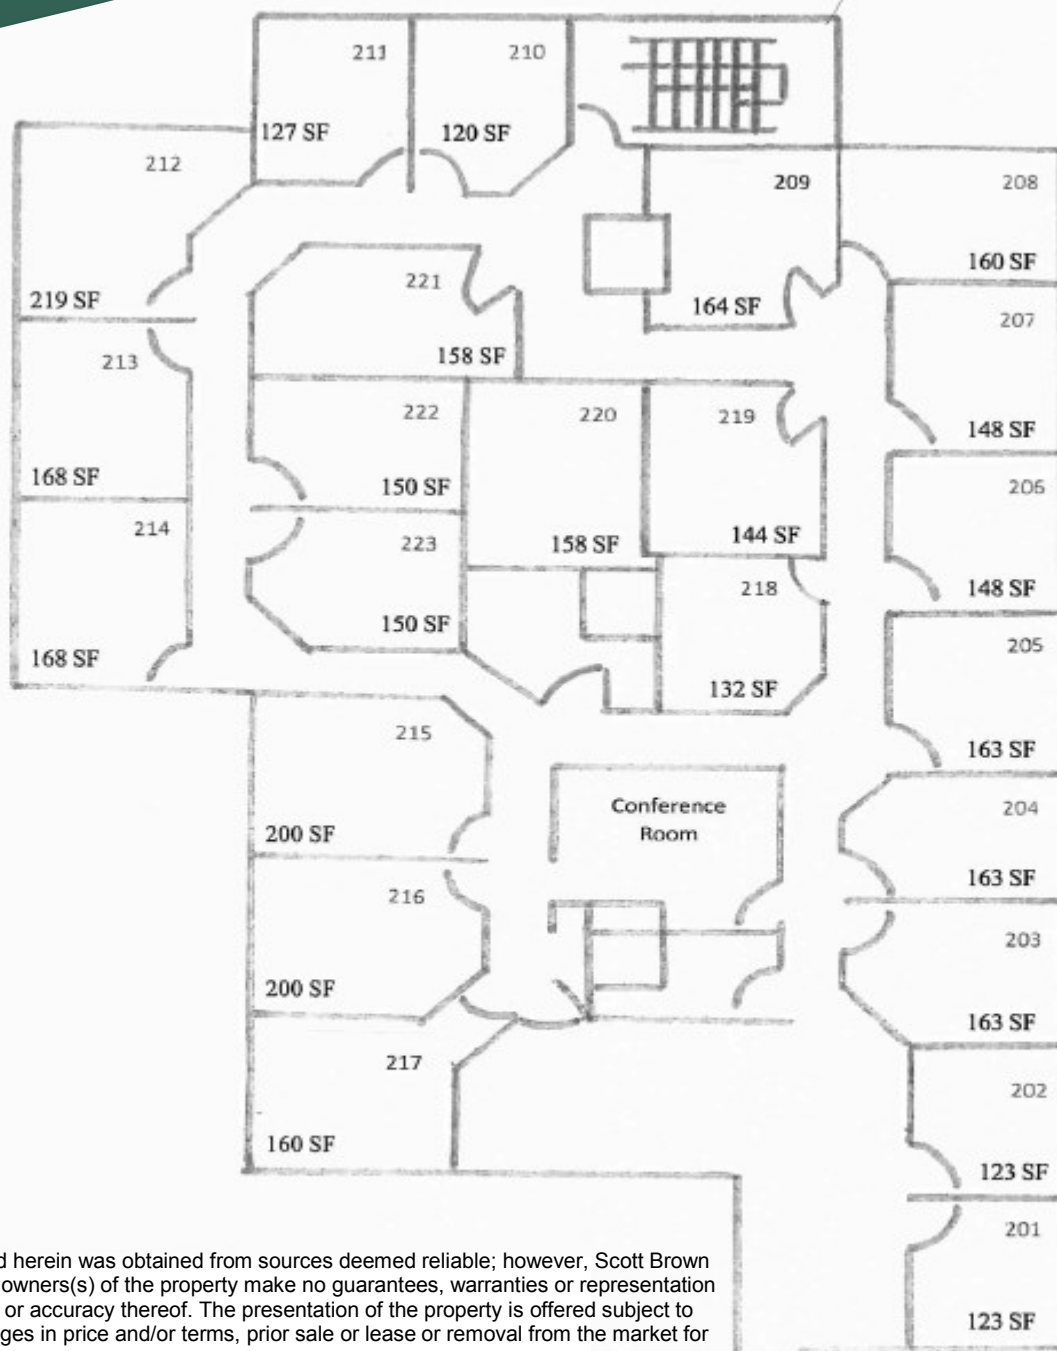 211
210
127 SF
120 SF
212
209
208
160 SF
219 SF
221
164 SF
207
213
158 SF
222
220
219
148 SF
168 SF
150 SF
206
214
223
158 SF
144 SF
218
148 SF
150 SF
205
168 SF
132 SF
215
163 SF
Conference
Room
204
200 SF
163 SF
216
203
200 SF
163 SF
217
202
160 SF
123 SF
201
d herein was obtained from sources deemed reliable; however, Scott Brown
owners(s) of the property make no guarantees, warranties or representation
or accuracy thereof. The presentation of the property is offered subject to
ges in price and/or terms, prior sale or lease or removal from the market for
123 SF